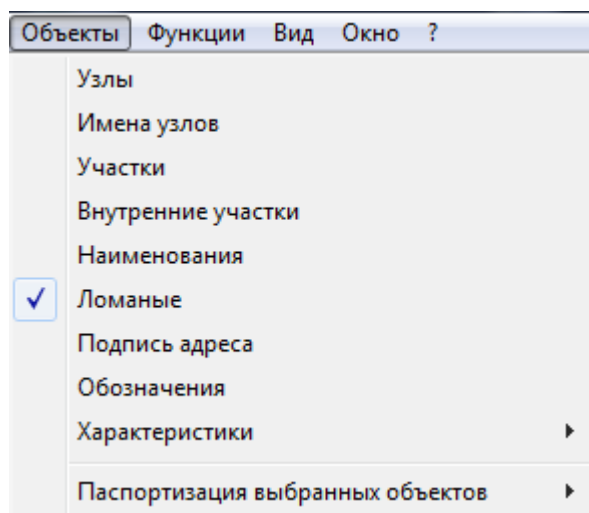 Объекты Функции Вид Окно ?
Узлы
Имена узлов
Участки
Внутренние участки
Наименования
Ломаные
Подпись адреса
Обозначения
Характеристики
Паспортизация выбранных объектов